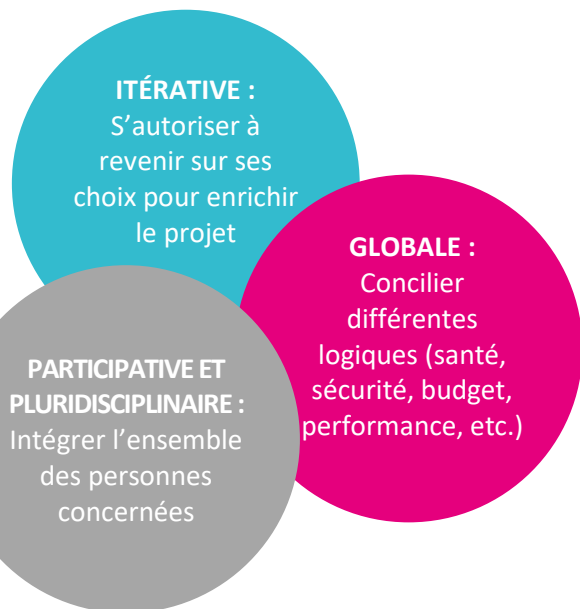 ITÉRATIVE :
S’autoriser à
revenir sur ses
choix pour enrichir
le projet
GLOBALE :
Concilier
différentes
logiques (santé,
sécurité, budget,
performance, etc.)
PARTICIPATIVE ET
PLURIDISCIPLINAIRE :
Intégrer l’ensemble
des personnes
concernées